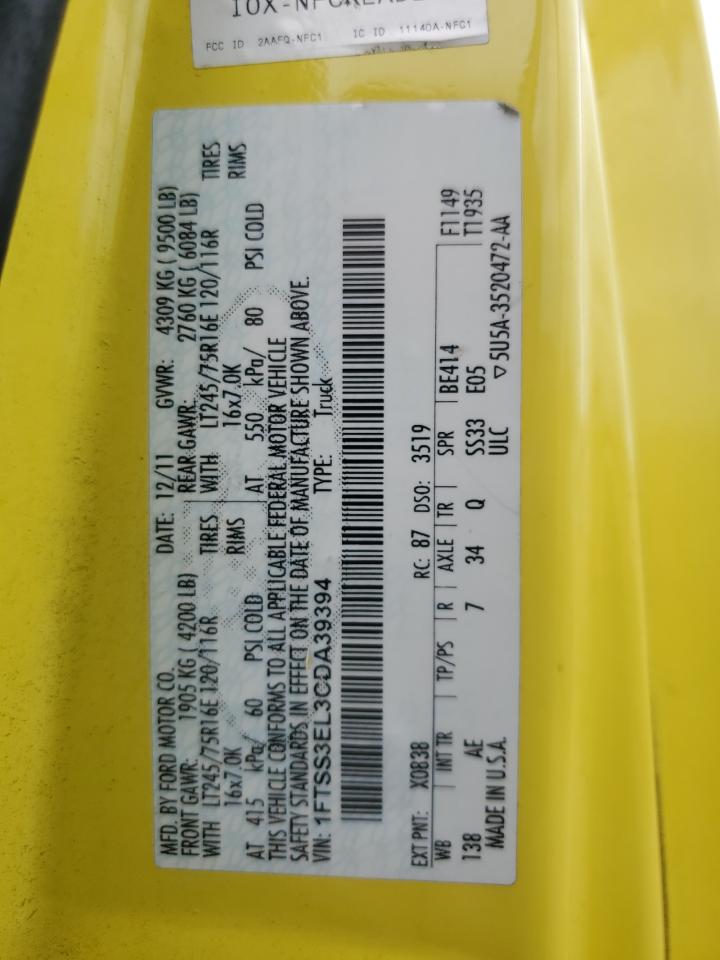 FCC ID 2AAFQ-NFC1 IC ID 11140A-NFC1
MFD. BY FORD MOTOR CO. DATE: 12/11 GVWR: 4309 KG ( 9500 LB)
FRONT GAWR: 1905 KG ( 4200 LB) REAR GAWR: 2760 KG ( 6084 LB)
WITH LT245/75R16E 120/116R TIRES WITH LT245/75R16E 120/116R TIRES
16x7.0K RIMS 16x7.0K RIMS
AT 415 kPa/ 60 PSI COLD AT 550 kPa/ 80 PSI COLD
THIS VEHICLE CONFORMS TO ALL APPLICABLE FEDERAL MOTOR VEHICLE
SAFETY STANDARDS IN EFFECT ON THE DATE OF MANUFACTURE SHOWN ABOVE.
VIN: 1FTSS3EL3CDA39394 TYPE: Truck
EXT PNT: X0838 RC: 87 DSO: 3519 F1149
WB INT TR TP/PS R AXLE TR SPR BE414 T1935
138 AE 7 34 Q SS33 E05
MADE IN U.S.A. ULC ▽5U5A-3520472-AA